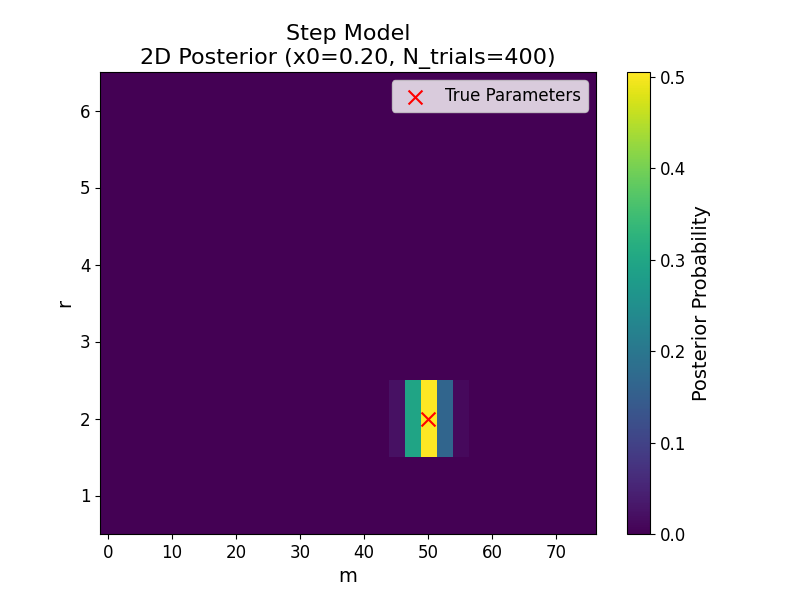 Step Model
2D Posterior (x0=0.20, N_trials=400)
True Parameters
6
5
4
3
2
1
r
0 10 20 30 40 50 60 70
m
0.5
0.4
0.3
0.2
0.1
0.0
Posterior Probability